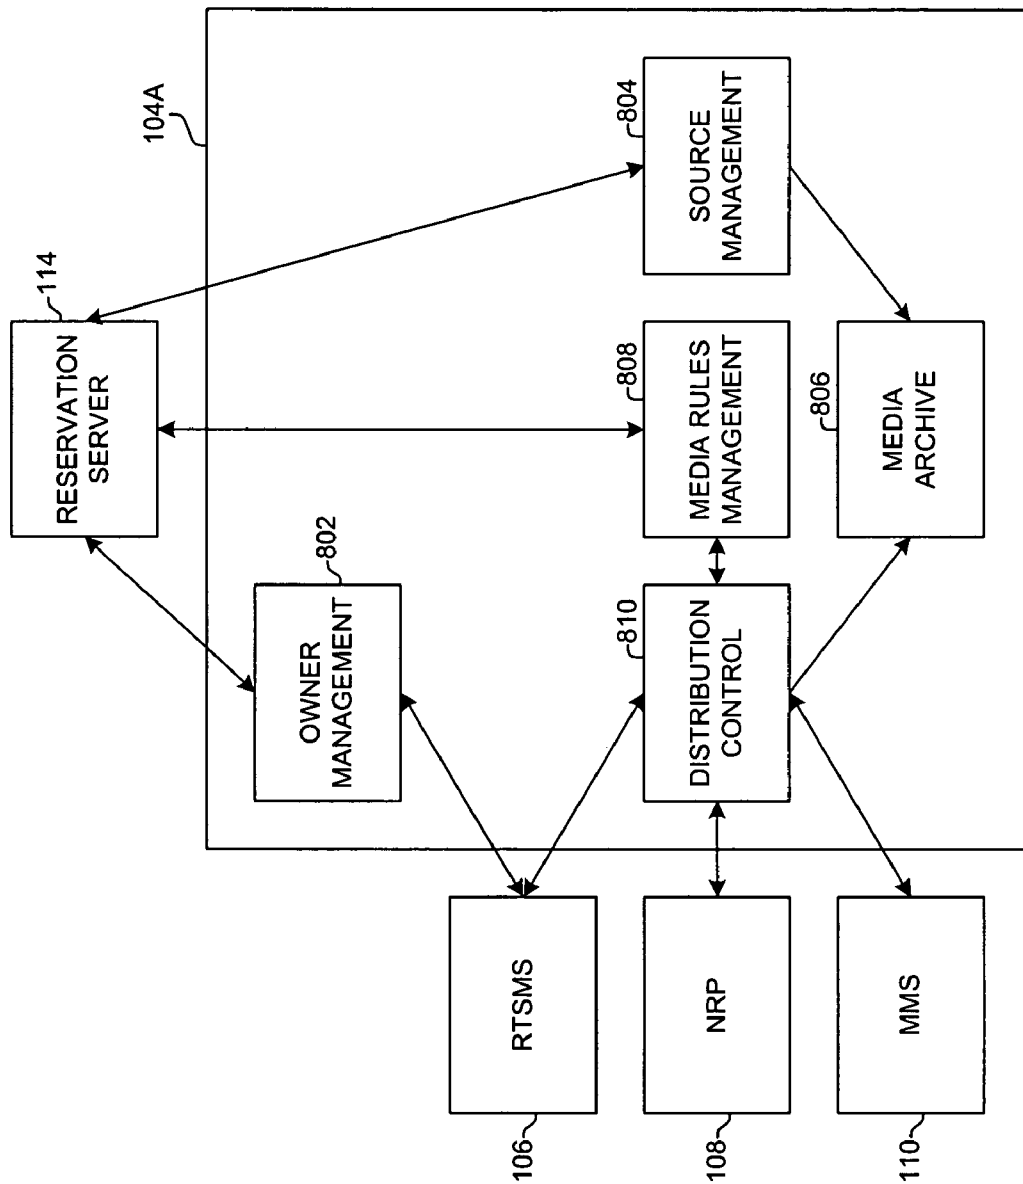 114
RESERVATION
SERVER
104A
802
OWNER
MANAGEMENT
106
RTSMS
810
808
804
108
NRP
DISTRIBUTION
CONTROL
MEDIA RULES
MANAGEMENT
SOURCE
MANAGEMENT
806
110
MMS
MEDIA
ARCHIVE